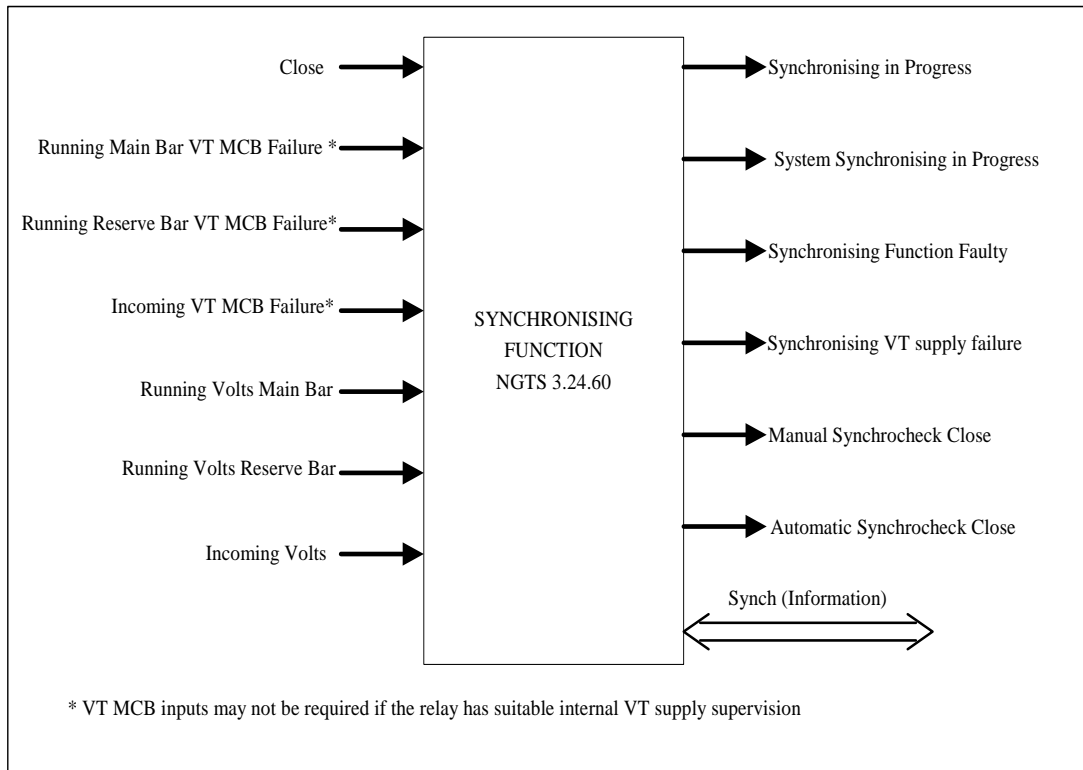 Close
Running Main Bar VT MCB Failure *
Running Reserve Bar VT MCB Failure*
Incoming VT MCB Failure*
Running Volts Main Bar
Running Volts Reserve Bar
Incoming Volts
SYNCHRONISING
FUNCTION
NGTS 3.24.60
Synchronising in Progress
System Synchronising in Progress
Synchronising Function Faulty
Synchronising VT supply failure
Manual Synchrocheck Close
Automatic Synchrocheck Close
Synch (Information)
* VT MCB inputs may not be required if the relay has suitable internal VT supply supervision